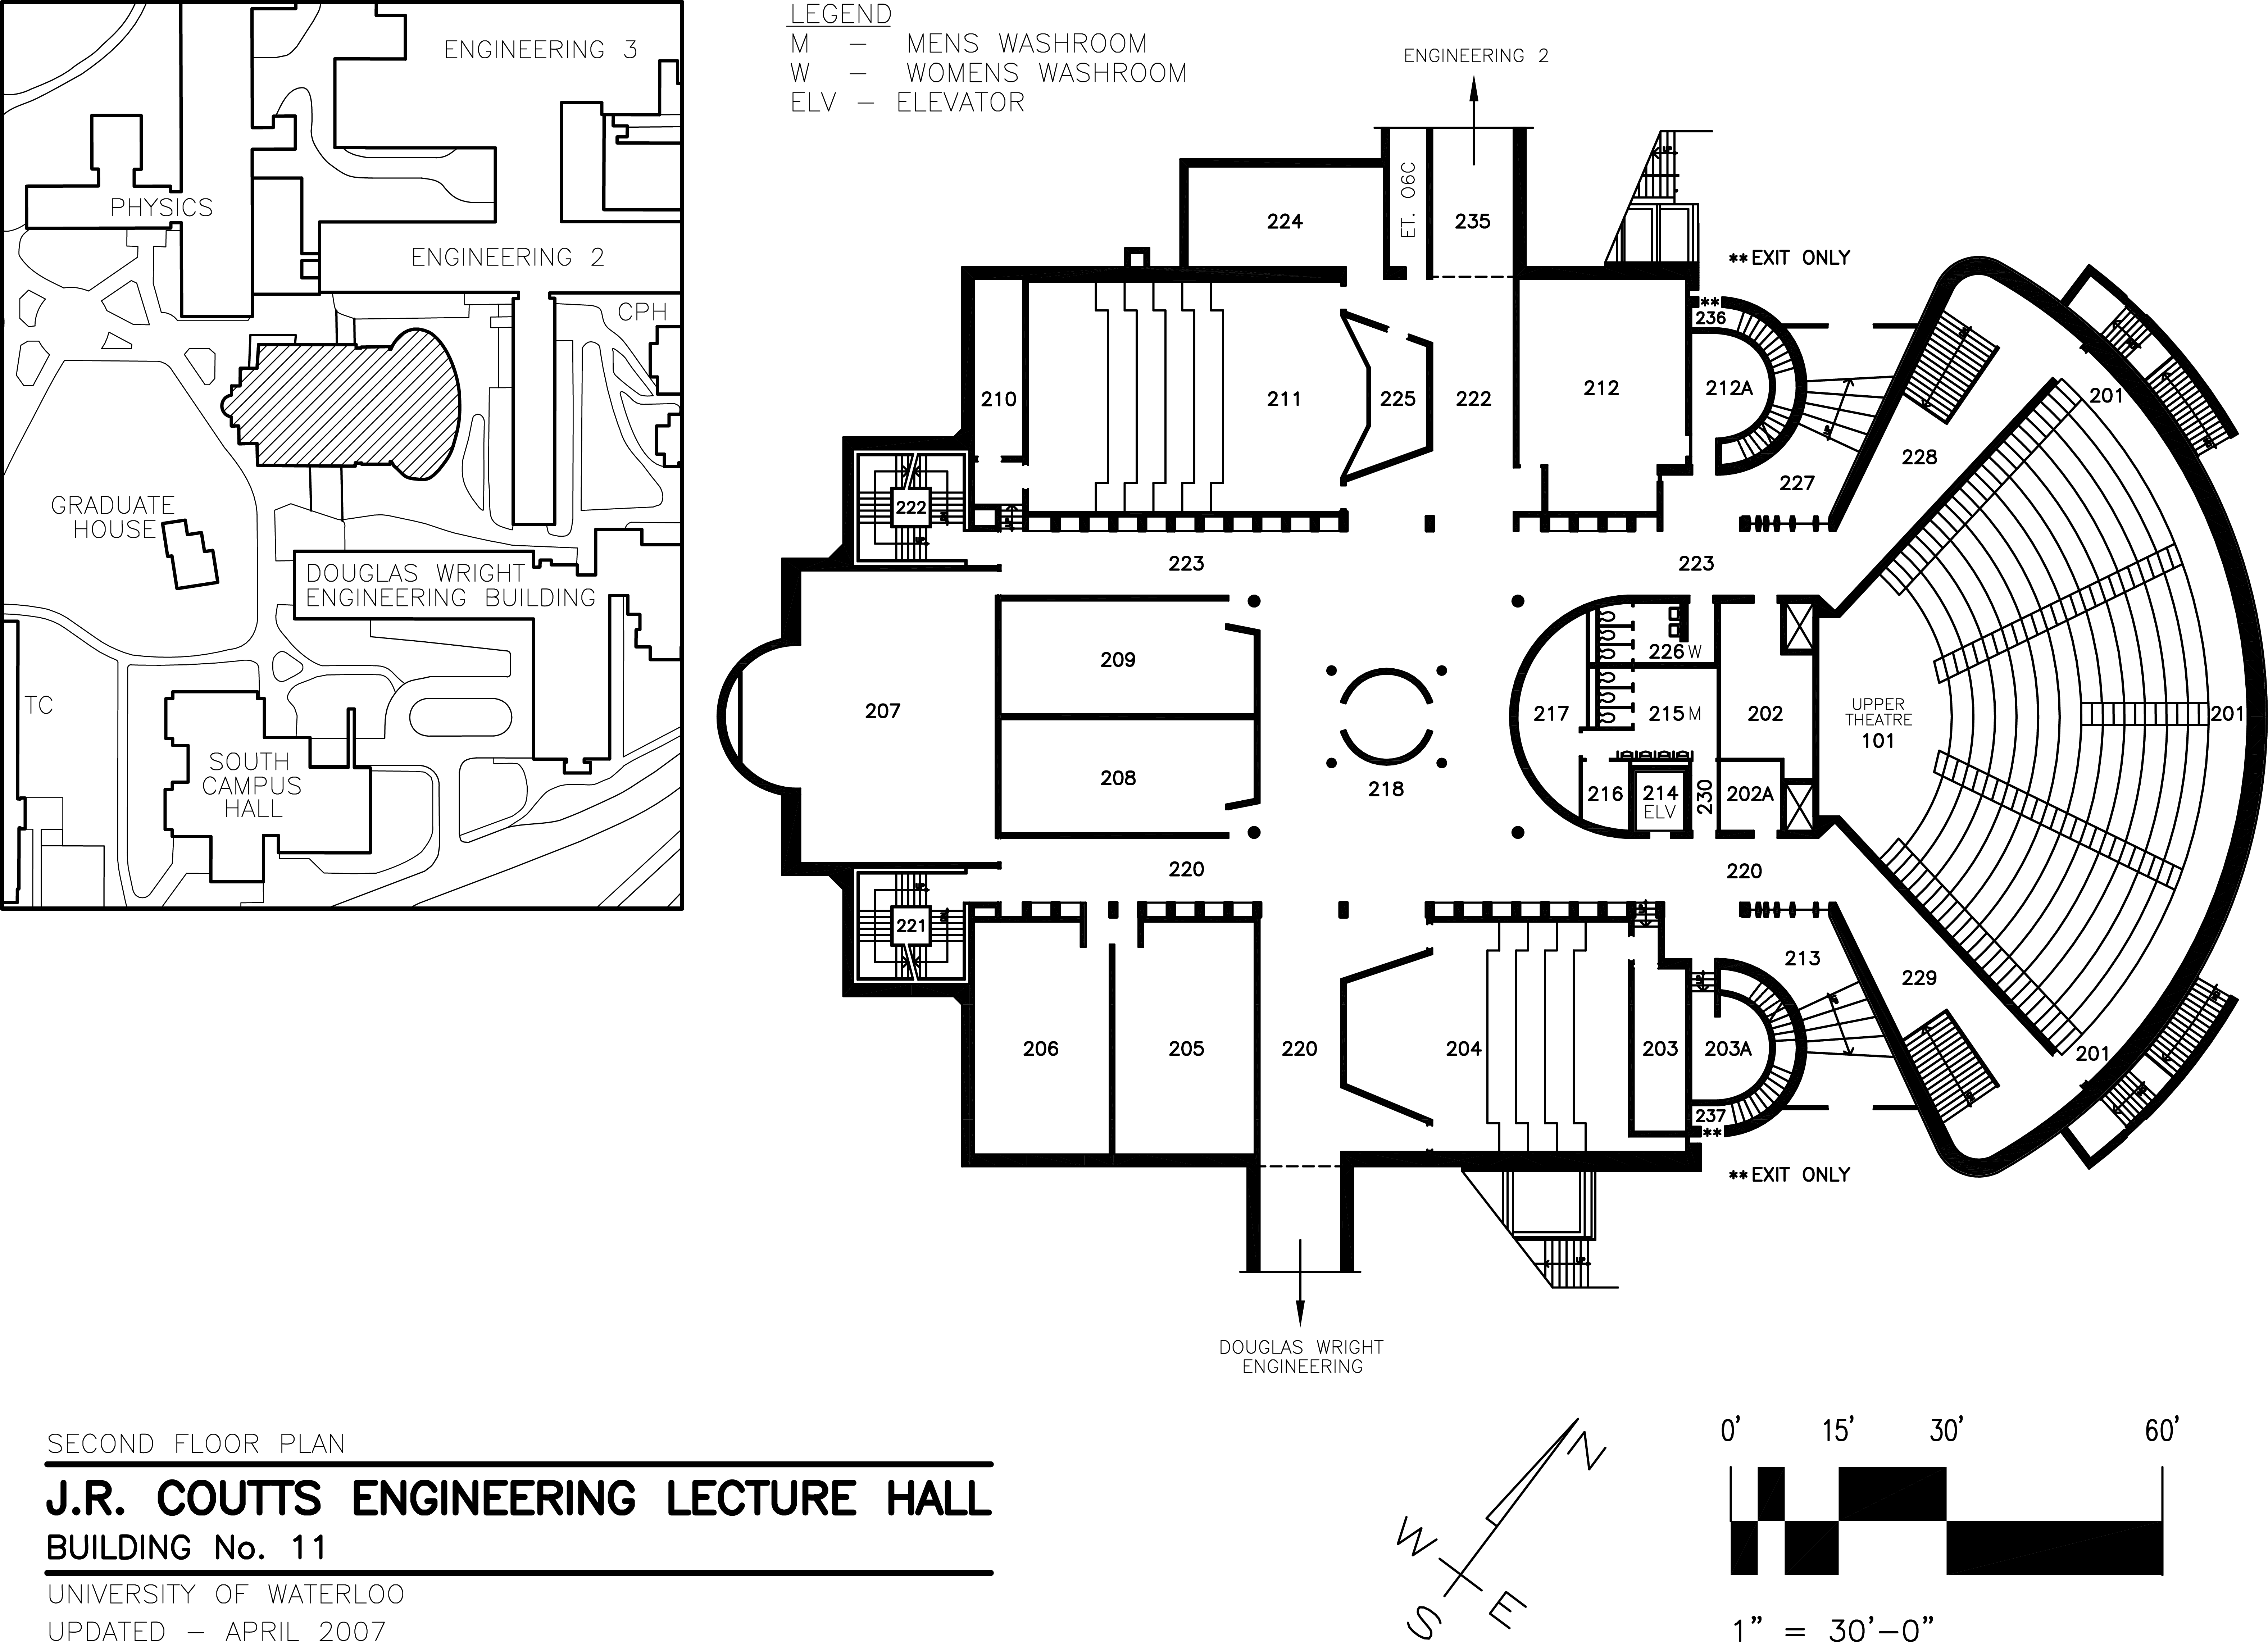 ENGINEERING 3
PHYSICS
ENGINEERING 2
CPH
GRADUATE
HOUSE
DOUGLAS WRIGHT
ENGINEERING BUILDING
TC
SOUTH
CAMPUS
HALL
LEGEND
M – MENS WASHROOM
W – WOMENS WASHROOM
ELV – ELEVATOR
ENGINEERING 2
ET. 06C
224
235
**EXIT ONLY
**
236
210
211
225
222
212
212A
201
228
227
222
UP
223
223
209
226 W
207
217
215 M
202
UPPER
THEATRE
101
201
208
218
216
214
ELV
230
202A
220
220
221
213
229
206
205
220
204
203
203A
201
237
**
**EXIT ONLY
DOUGLAS WRIGHT
ENGINEERING
SECOND FLOOR PLAN
J.R. COUTTS ENGINEERING LECTURE HALL
BUILDING No. 11
UNIVERSITY OF WATERLOO
UPDATED – APRIL 2007
N
W
E
S
0' 15' 30' 60'
1" = 30'–0"